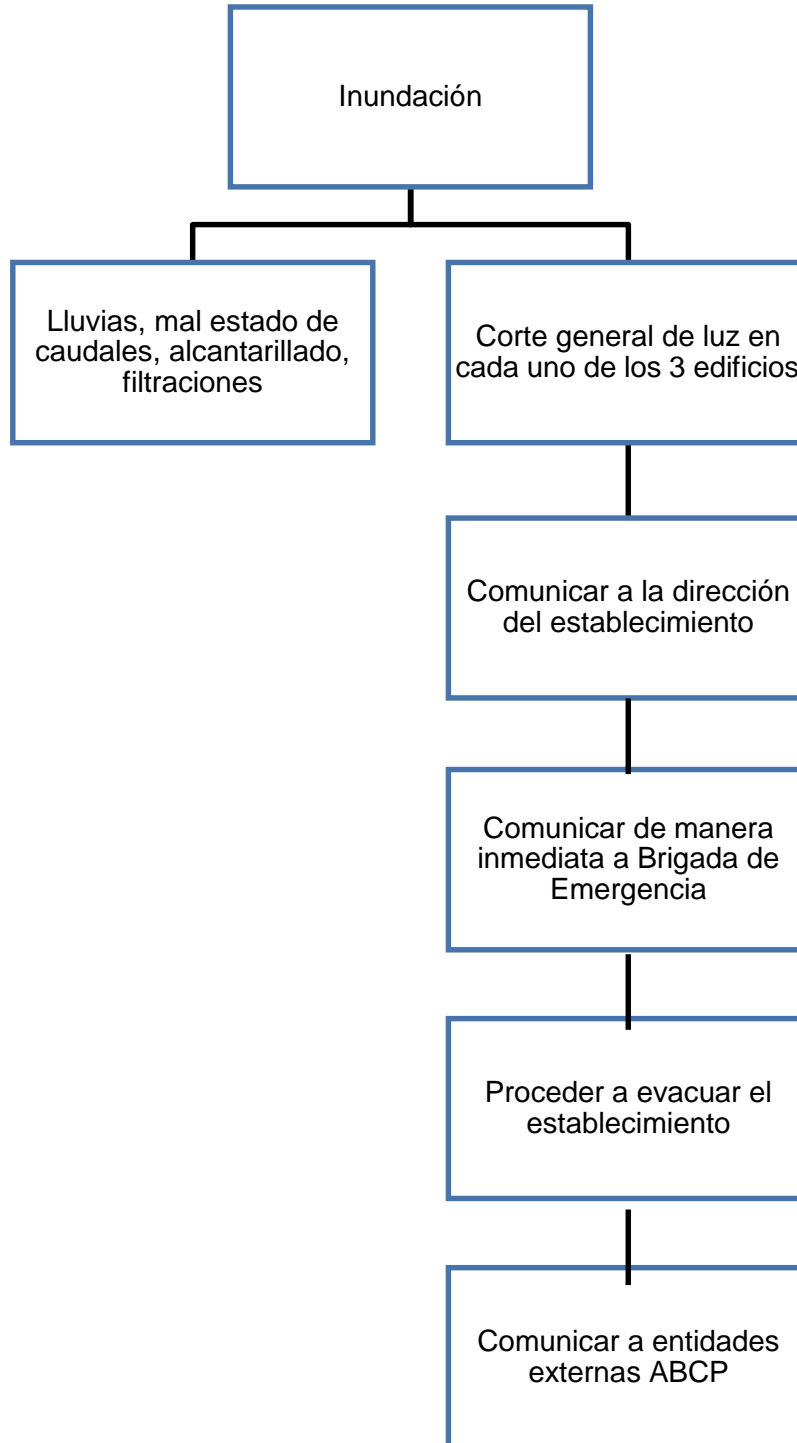 Inundación
Lluvias, mal estado de
caudales, alcantarillado,
filtraciones
Corte general de luz en
cada uno de los 3 edificios
Comunicar a la dirección
del establecimiento
Comunicar de manera
inmediata a Brigada de
Emergencia
Proceder a evacuar el
establecimiento
Comunicar a entidades
externas ABCP